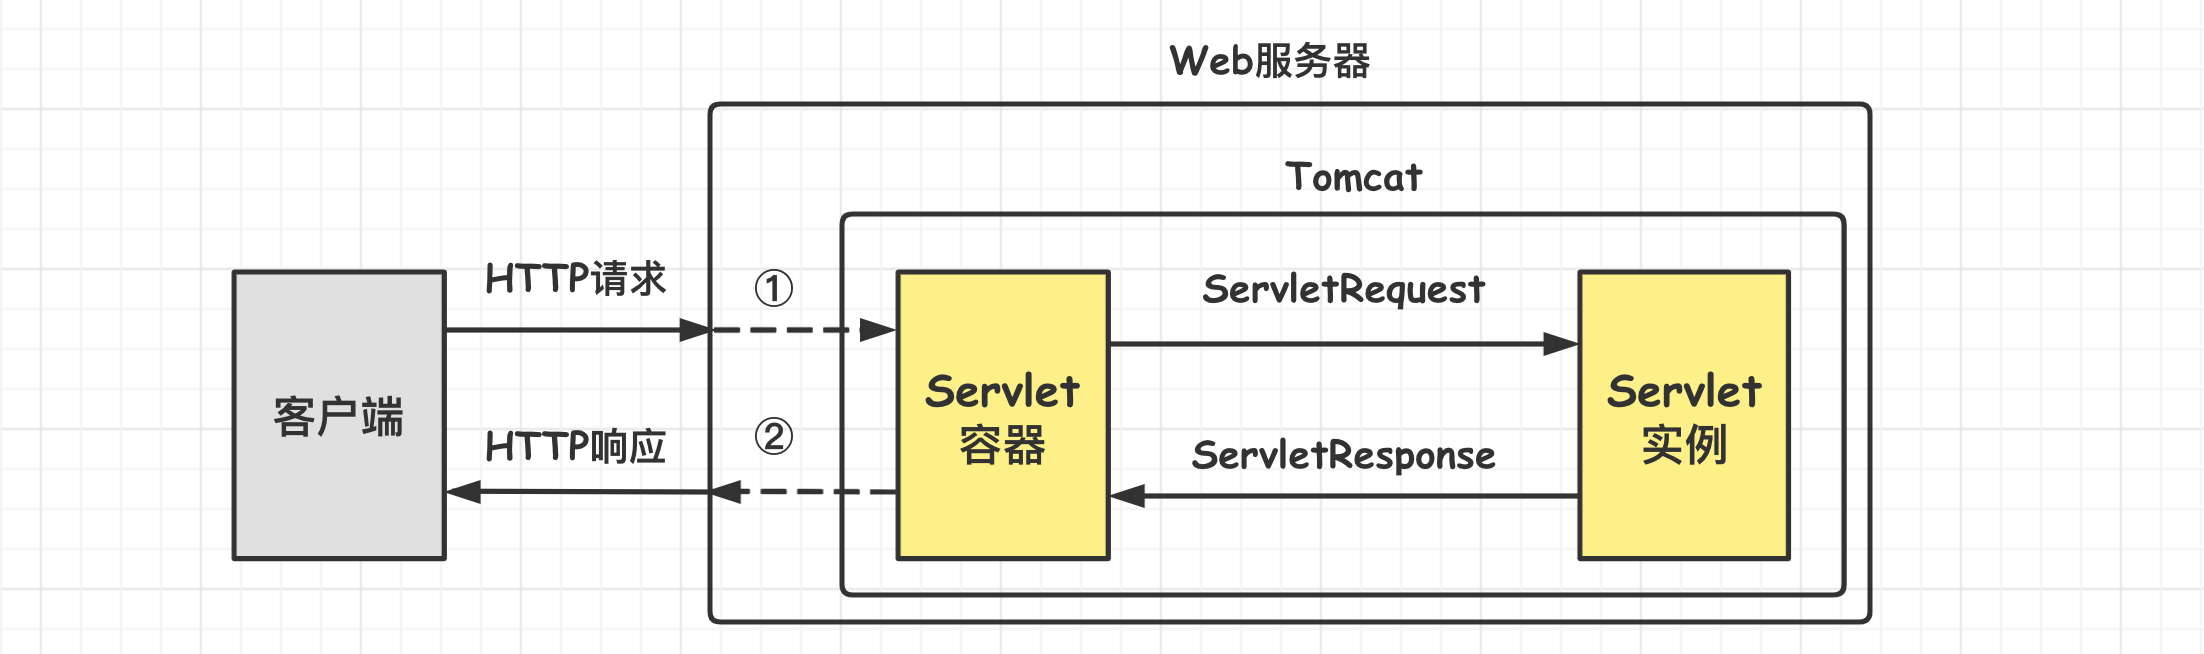 Web服务器
Tomcat
HTTP请求
①
ServletRequest
客户端
Servlet
容器
Servlet
实例
HTTP响应
②
ServletResponse